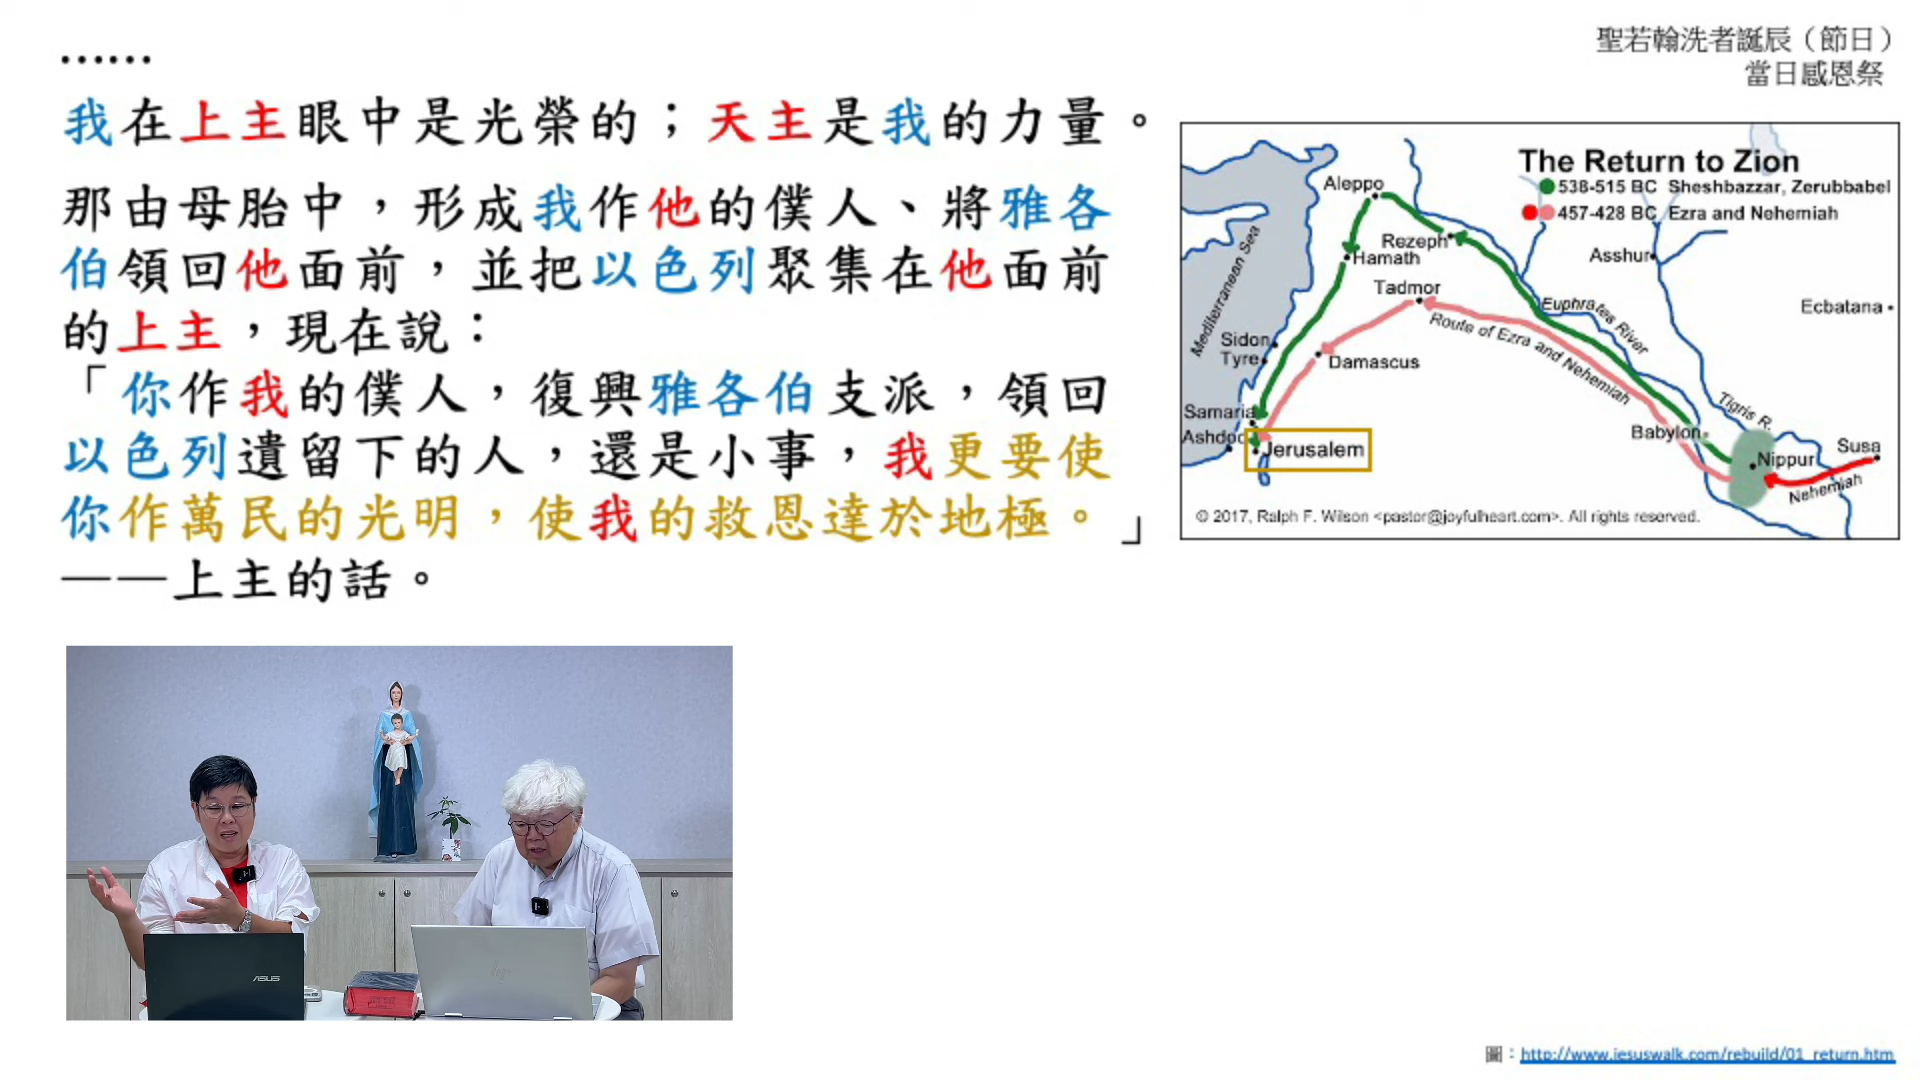 聖若翰洗者誕辰（節日）
當日感恩祭
……
我在上主眼中是光榮的；天主是我的力量。
那由母胎中，形成我作他的僕人、將雅各
伯領回他面前，並把以色列聚集在他面前
的上主，現在說：
「你作我的僕人，復興雅各伯支派，領回
以色列遺留下的人，還是小事，我更要使
你作萬民的光明，使我的救恩達於地極。」
——上主的話。
The Return to Zion
538-515 BC Sheshbazzar, Zerubbabel
457-428 BC Ezra and Nehemiah
Aleppo
Rezeph
Hamath
Asshur
Tadmor
Ecbatana
Mediterranean Sea
Euphrates River
Route of Ezra and Nehemiah
Sidon
Tyre
Damascus
Tigris R.
Samaria
Ashdod
Jerusalem
Babylon
Nippur
Susa
Nehemiah
© 2017, Ralph F. Wilson <pastor@joyfulheart.com>. All rights reserved.
ASUS
hp
圖：http://www.jesuswalk.com/rebuild/01_return.htm